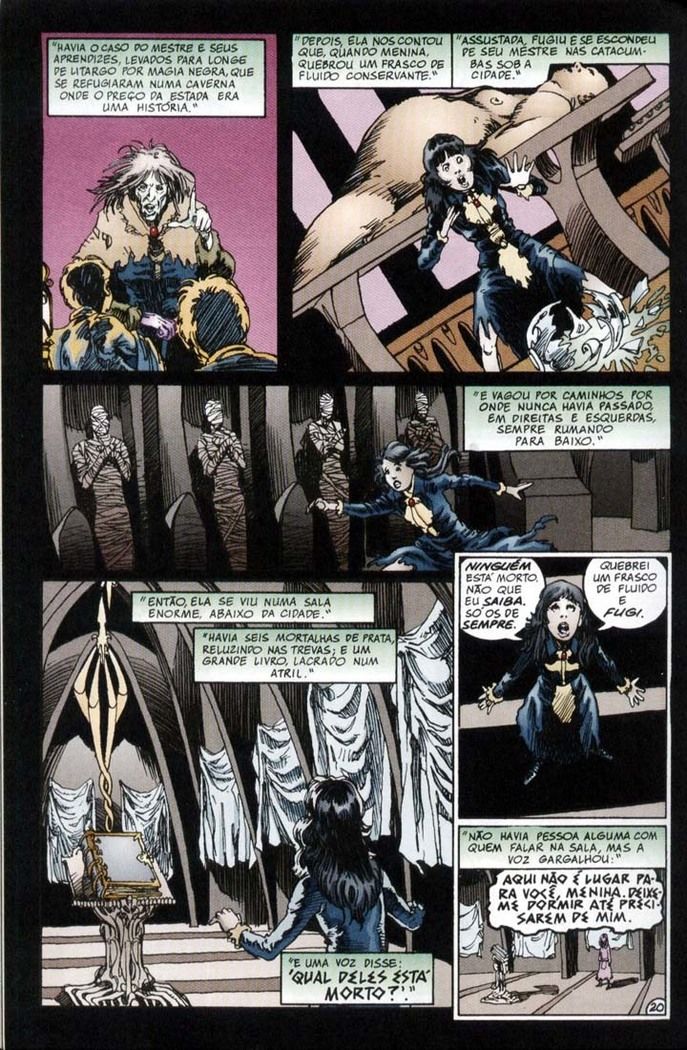 "HAVIA O CASO DO MESTRE E SEUS
APRENDIZES, LEVADOS PARA LONGE
DE LITARGO POR MAGIA NEGRA, QUE
SE REFUGIARAM NUMA CAVERNA
ONDE O PREÇO DA ESTADA ERA
UMA HISTÓRIA."
"DEPOIS, ELA NOS CONTOU
QUE, QUANDO MENINA,
QUEBROU UM FRASCO DE
FLUIDO CONSERVANTE."
"ASSUSTADA, FUGIU E SE ESCONDEU
DE SEU MESTRE NAS CATACUM-
BAS SOB A
CIDADE."
"E VAGOU POR CAMINHOS POR
ONDE NUNCA HAVIA PASSADO,
EM DIREITAS E ESQUERDAS,
SEMPRE RUMANDO
PARA BAIXO."
"ENTÃO, ELA SE VIU NUMA SALA
ENORME, ABAIXO DA CIDADE."
"HAVIA SEIS MORTALHAS DE PRATA,
RELUZINDO NAS TREVAS; E UM
GRANDE LIVRO, LACRADO NUM
ATRIL."
"E UMA VOZ DISSE:
'QUAL DELES ESTÁ
MORTO?'."
NINGUÉM
ESTÁ MORTO.
NÃO QUE
EU SAIBA.
SÓ OS DE
SEMPRE.
QUEBREI
UM FRASCO
DE FLUIDO
E
FUGI.
"NÃO HAVIA PESSOA ALGUMA COM
QUEM FALAR NA SALA, MAS A
VOZ GARGALHOU:"
AQUI NÃO É LUGAR PA-
RA VOCÊ, MENINA. DEIXE-
ME DORMIR ATÉ PRECI-
SAREM DE MIM.
20